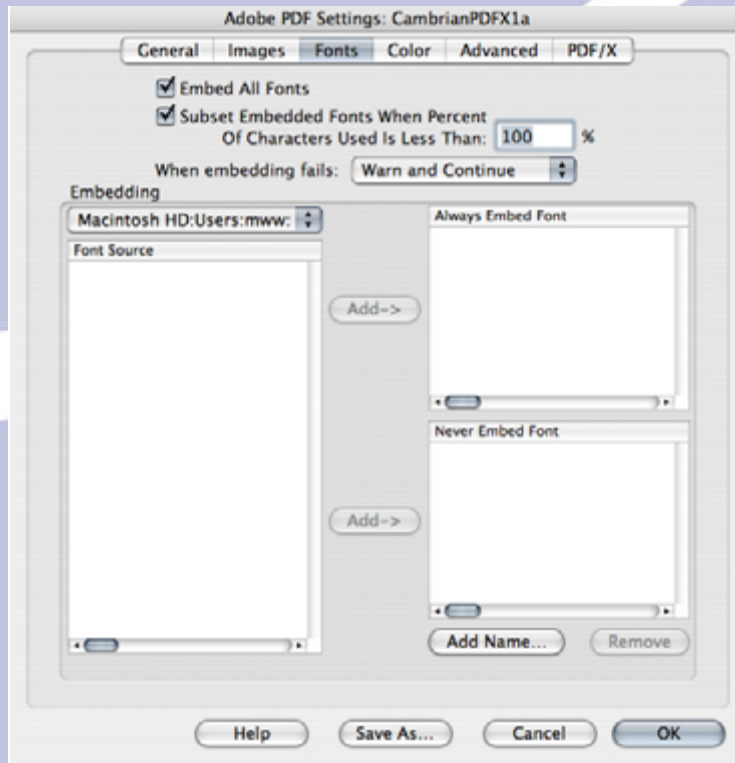 Adobe PDF Settings: CambrianPDFX1a
General Images Fonts Color Advanced PDF/X
Embed All Fonts
Subset Embedded Fonts When Percent
Of Characters Used Is Less Than: 100 %
When embedding fails: Warn and Continue
Embedding
Macintosh HD:Users:mww:
Font Source
Always Embed Font
Add->
Never Embed Font
Add->
Add Name... Remove
Help Save As... Cancel OK